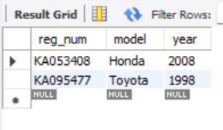 Result Grid Filter Rows:
reg_num model year
KA053408 Honda 2008
KA095477 Toyota 1998
NULL NULL NULL